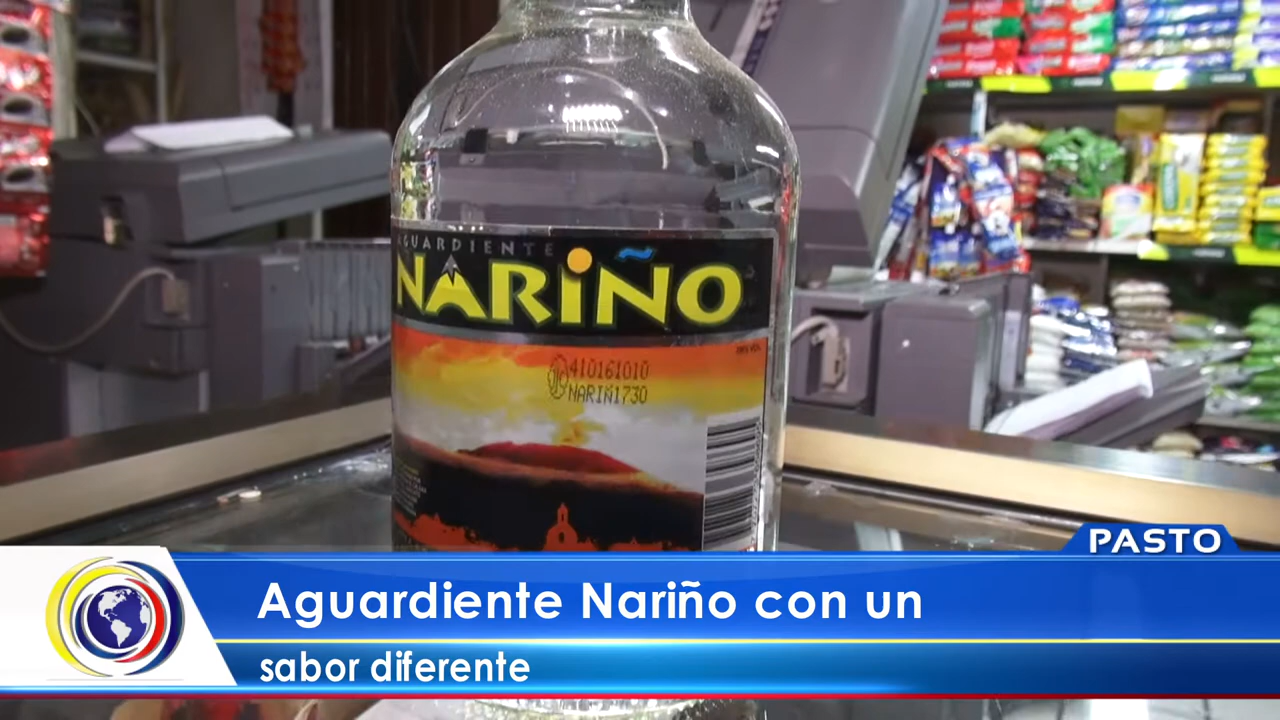 AGUARDIENTE
NARIÑO
410161010
NARIÑ1730
PASTO
Aguardiente Nariño con un
sabor diferente